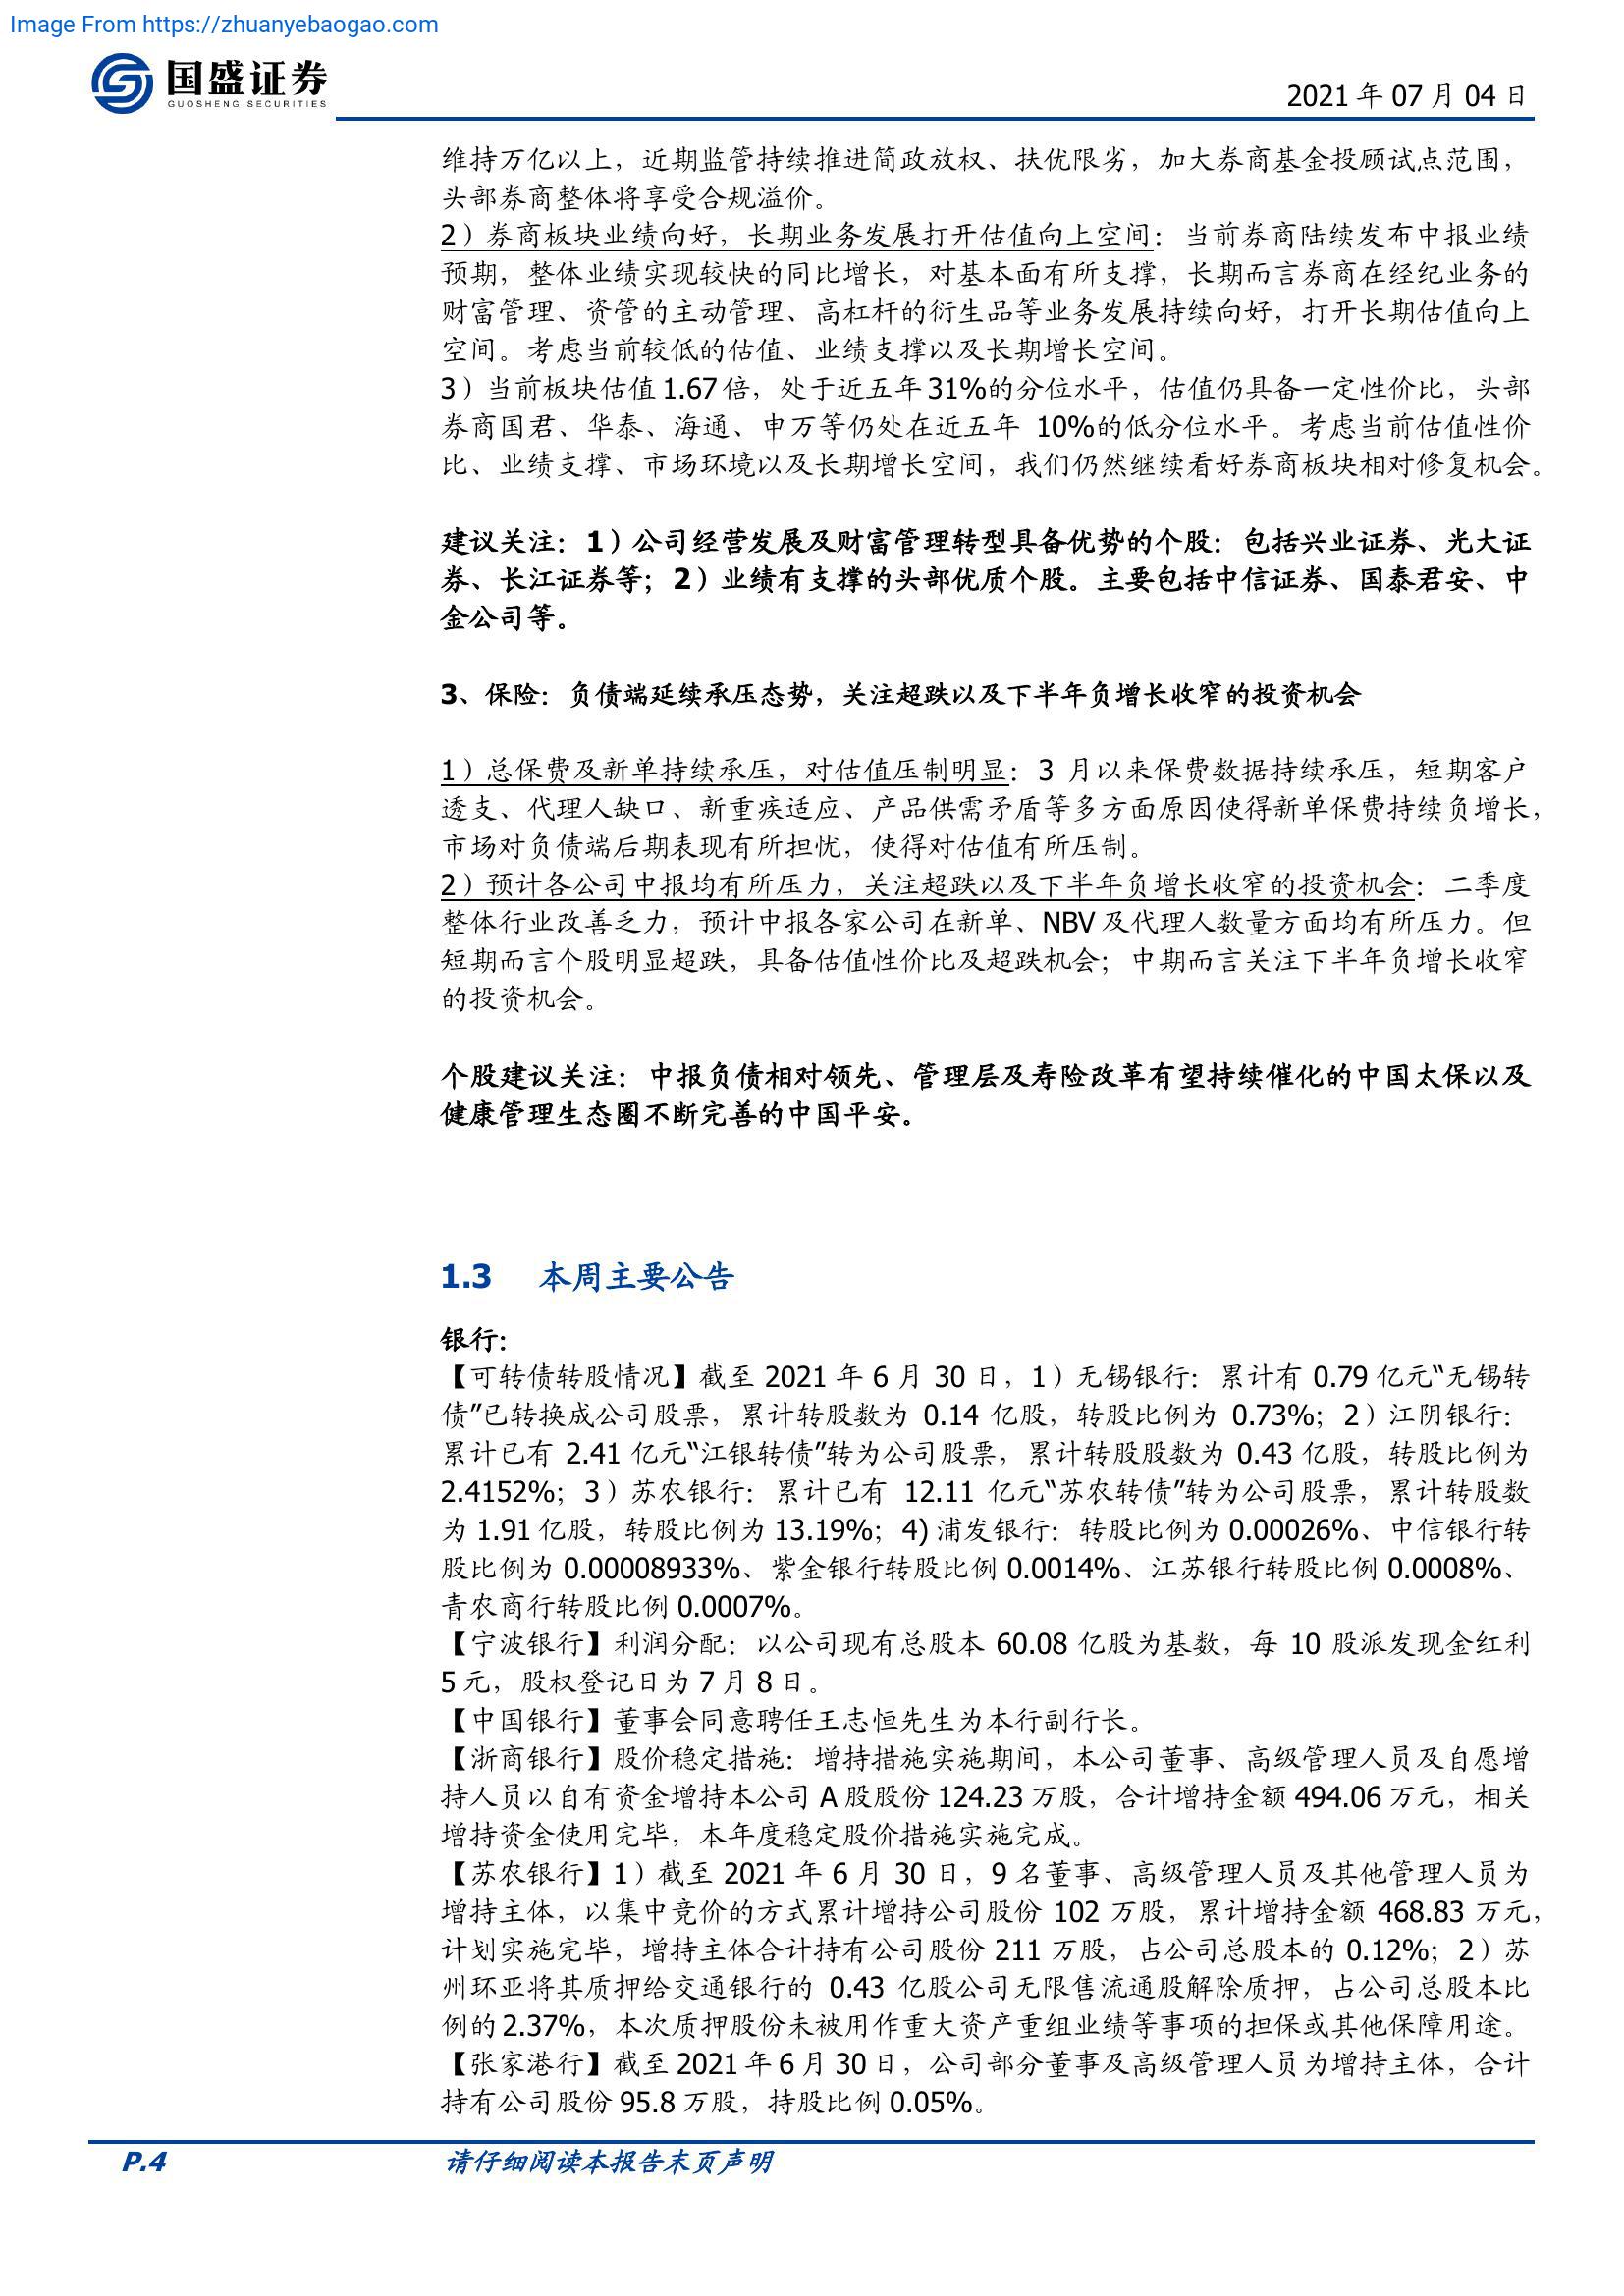 Image From https://zhuanyebaogao.com
国盛证券
GUOSHENG SECURITIES
2021 年 07 月 04 日
维持万亿以上，近期监管持续推进简政放权、扶优限劣，加大券商基金投顾试点范围，
头部券商整体将享受合规溢价。
2）券商板块业绩向好，长期业务发展打开估值向上空间：当前券商陆续发布中报业绩
预期，整体业绩实现较快的同比增长，对基本面有所支撑，长期而言券商在经纪业务的
财富管理、资管的主动管理、高杠杆的衍生品等业务发展持续向好，打开长期估值向上
空间。考虑当前较低的估值、业绩支撑以及长期增长空间。
3）当前板块估值 1.67 倍，处于近五年 31%的分位水平，估值仍具备一定性价比，头部
券商国君、华泰、海通、申万等仍处在近五年 10%的低分位水平。考虑当前估值性价
比、业绩支撑、市场环境以及长期增长空间，我们仍然继续看好券商板块相对修复机会。
建议关注：1）公司经营发展及财富管理转型具备优势的个股：包括兴业证券、光大证
券、长江证券等；2）业绩有支撑的头部优质个股。主要包括中信证券、国泰君安、中
金公司等。
3、保险：负债端延续承压态势，关注超跌以及下半年负增长收窄的投资机会
1）总保费及新单持续承压，对估值压制明显：3 月以来保费数据持续承压，短期客户
透支、代理人缺口、新重疾适应、产品供需矛盾等多方面原因使得新单保费持续负增长，
市场对负债端后期表现有所担忧，使得对估值有所压制。
2）预计各公司中报均有所压力，关注超跌以及下半年负增长收窄的投资机会：二季度
整体行业改善乏力，预计中报各家公司在新单、NBV 及代理人数量方面均有所压力。但
短期而言个股明显超跌，具备估值性价比及超跌机会；中期而言关注下半年负增长收窄
的投资机会。
个股建议关注：中报负债相对领先、管理层及寿险改革有望持续催化的中国太保以及
健康管理生态圈不断完善的中国平安。
1.3 本周主要公告
银行：
【可转债转股情况】截至 2021 年 6 月 30 日，1）无锡银行：累计有 0.79 亿元“无锡转
债”已转换成公司股票，累计转股数为 0.14 亿股，转股比例为 0.73%；2）江阴银行：
累计已有 2.41 亿元“江银转债”转为公司股票，累计转股股数为 0.43 亿股，转股比例为
2.4152%；3）苏农银行：累计已有 12.11 亿元“苏农转债”转为公司股票，累计转股数
为 1.91 亿股，转股比例为 13.19%；4) 浦发银行：转股比例为 0.00026%、中信银行转
股比例为 0.00008933%、紫金银行转股比例 0.0014%、江苏银行转股比例 0.0008%、
青农商行转股比例 0.0007%。
【宁波银行】利润分配：以公司现有总股本 60.08 亿股为基数，每 10 股派发现金红利
5 元，股权登记日为 7 月 8 日。
【中国银行】董事会同意聘任王志恒先生为本行副行长。
【浙商银行】股价稳定措施：增持措施实施期间，本公司董事、高级管理人员及自愿增
持人员以自有资金增持本公司 A 股股份 124.23 万股，合计增持金额 494.06 万元，相关
增持资金使用完毕，本年度稳定股价措施实施完成。
【苏农银行】1）截至 2021 年 6 月 30 日，9 名董事、高级管理人员及其他管理人员为
增持主体，以集中竞价的方式累计增持公司股份 102 万股，累计增持金额 468.83 万元，
计划实施完毕，增持主体合计持有公司股份 211 万股，占公司总股本的 0.12%；2）苏
州环亚将其质押给交通银行的 0.43 亿股公司无限售流通股解除质押，占公司总股本比
例的 2.37%，本次质押股份未被用作重大资产重组业绩等事项的担保或其他保障用途。
【张家港行】截至 2021 年 6 月 30 日，公司部分董事及高级管理人员为增持主体，合计
持有公司股份 95.8 万股，持股比例 0.05%。
P.4
请仔细阅读本报告末页声明